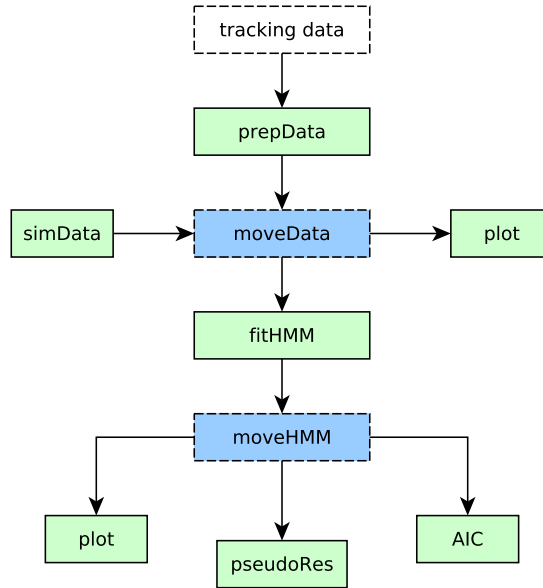 tracking data
prepData
simData
moveData
plot
fitHMM
moveHMM
plot
pseudoRes
AIC